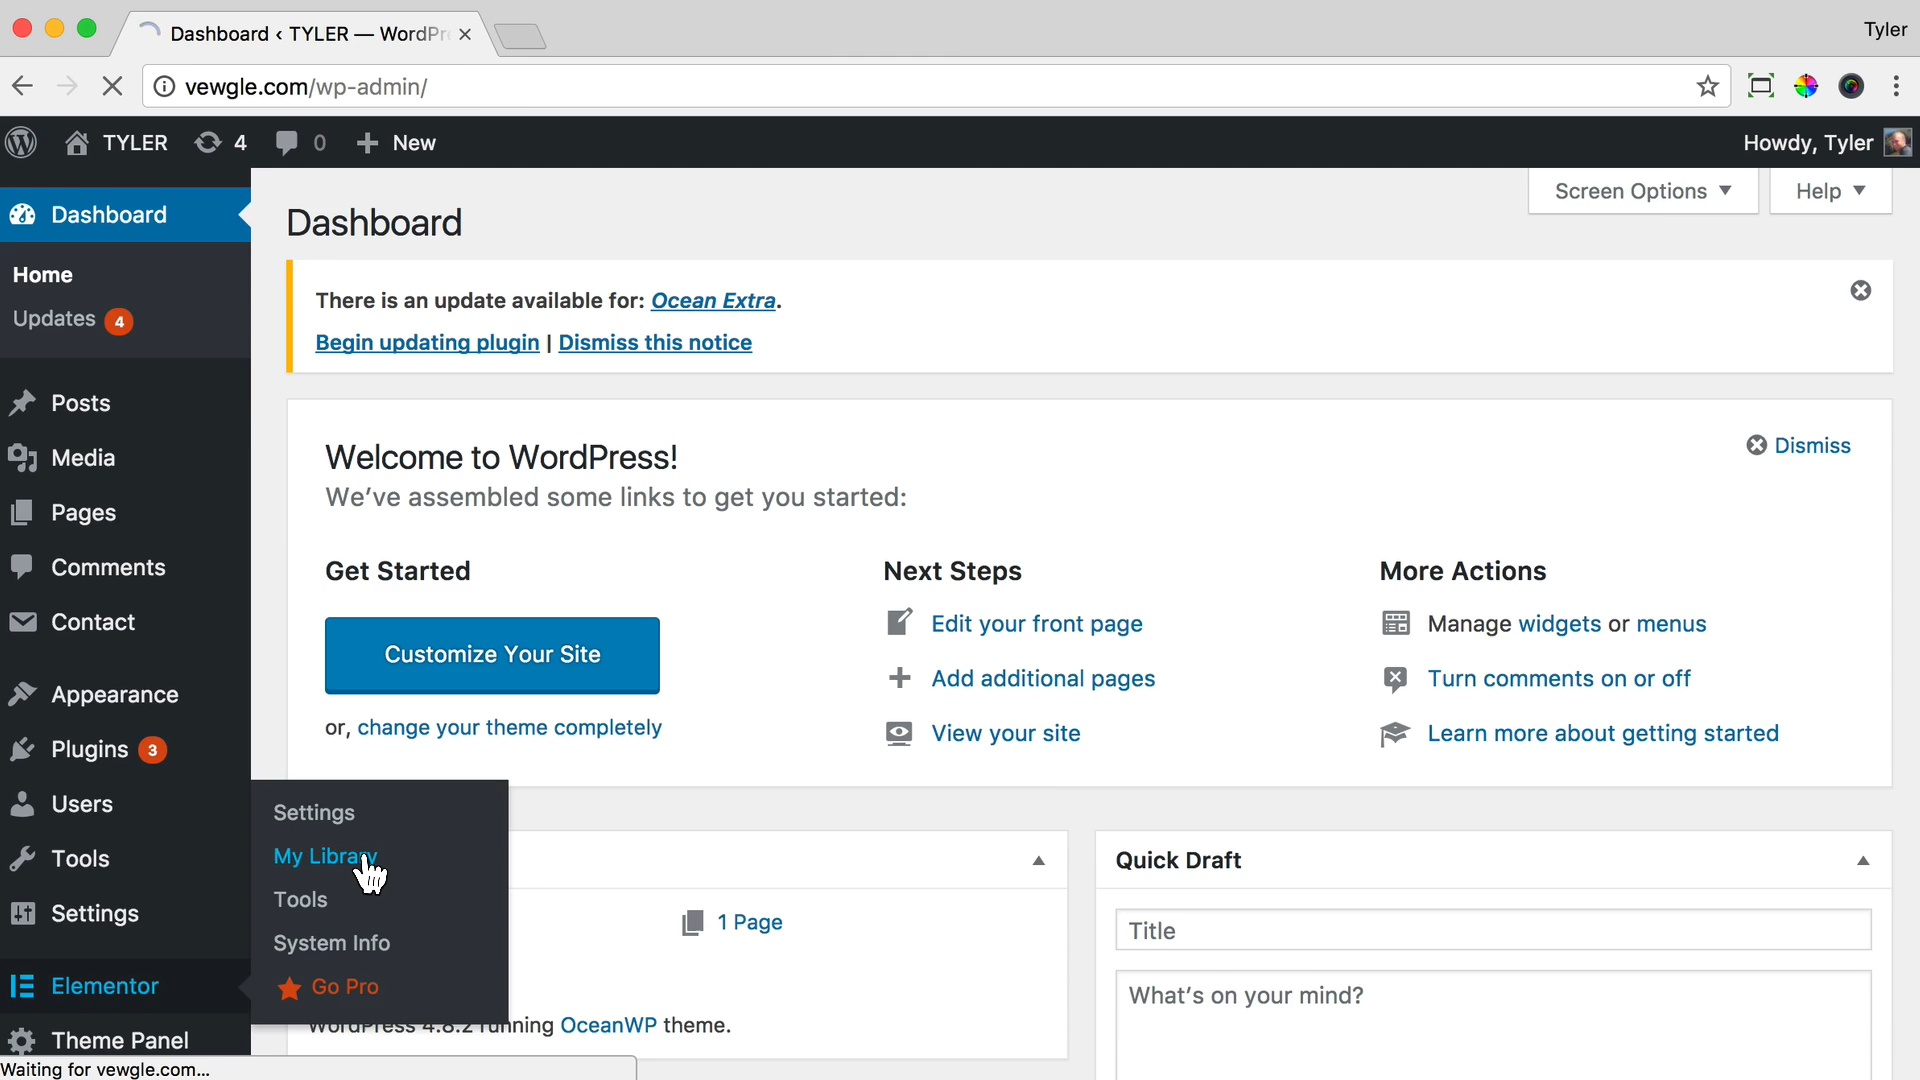 Dashboard ‹ TYLER — WordPr
Tyler
vewgle.com/wp-admin/
TYLER 4 0 New
Howdy, Tyler
Screen Options
Help
Dashboard
Home
Updates 4
Posts
Media
Pages
Comments
Contact
Appearance
Plugins 3
Users
Tools
Settings
Elementor
Theme Panel
Settings
My Library
Tools
System Info
Go Pro
Dashboard
There is an update available for: Ocean Extra.
Begin updating plugin | Dismiss this notice
Welcome to WordPress!
We've assembled some links to get you started:
Dismiss
Get Started
Customize Your Site
or, change your theme completely
Next Steps
Edit your front page
Add additional pages
View your site
More Actions
Manage widgets or menus
Turn comments on or off
Learn more about getting started
1 Page
WordPress 4.8.2 running OceanWP theme.
Quick Draft
Title
What's on your mind?
Waiting for vewgle.com...